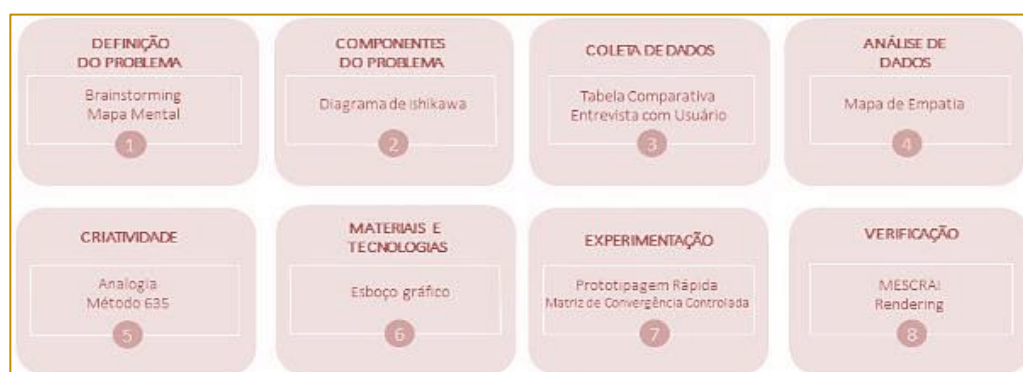 DEFINIÇÃO
DO PROBLEMA
Brainstorming
Mapa Mental
1
COMPONENTES
DO PROBLEMA
Diagrama de Ishikawa
2
COLETA DE DADOS
Tabela Comparativa
Entrevista com Usuário
3
ANÁLISE DE
DADOS
Mapa de Empatia
4
CRIATIVIDADE
Analogia
Método 635
5
MATERIAIS E
TECNOLOGIAS
Esboço gráfico
6
EXPERIMENTAÇÃO
Prototipagem Rápida
Matriz de Convergência Controlada
7
VERIFICAÇÃO
MESCRAI
Rendering
8